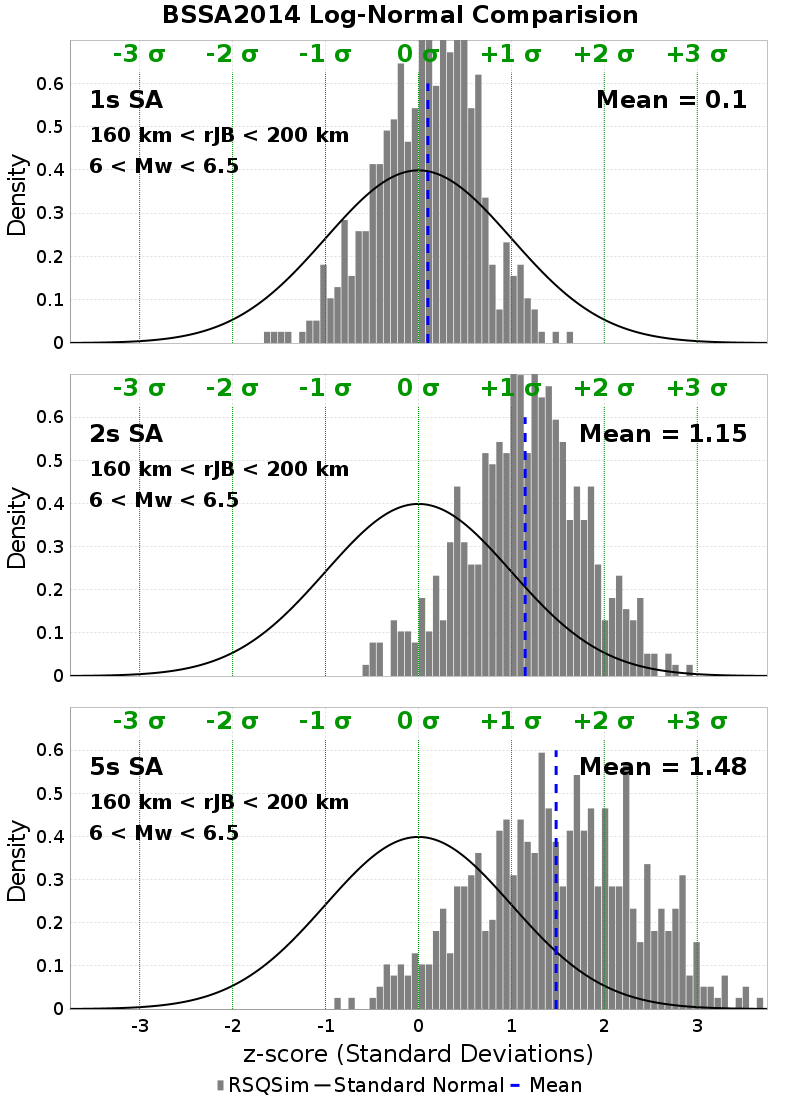 BSSA2014 Log-Normal Comparision
-3 σ -2 σ -1 σ 0 σ +1 σ +2 σ +3 σ
1s SA Mean = 0.1
160 km < rJB < 200 km
6 < Mw < 6.5
0.6
0.5
0.4
0.3
0.2
0.1
0
Density
-3 σ -2 σ -1 σ 0 σ +1 σ +2 σ +3 σ
2s SA Mean = 1.15
160 km < rJB < 200 km
6 < Mw < 6.5
0.6
0.5
0.4
0.3
0.2
0.1
0
Density
-3 σ -2 σ -1 σ 0 σ +1 σ +2 σ +3 σ
5s SA Mean = 1.48
160 km < rJB < 200 km
6 < Mw < 6.5
0.6
0.5
0.4
0.3
0.2
0.1
0
Density
-3 -2 -1 0 1 2 3
z-score (Standard Deviations)
RSQSim Standard Normal Mean